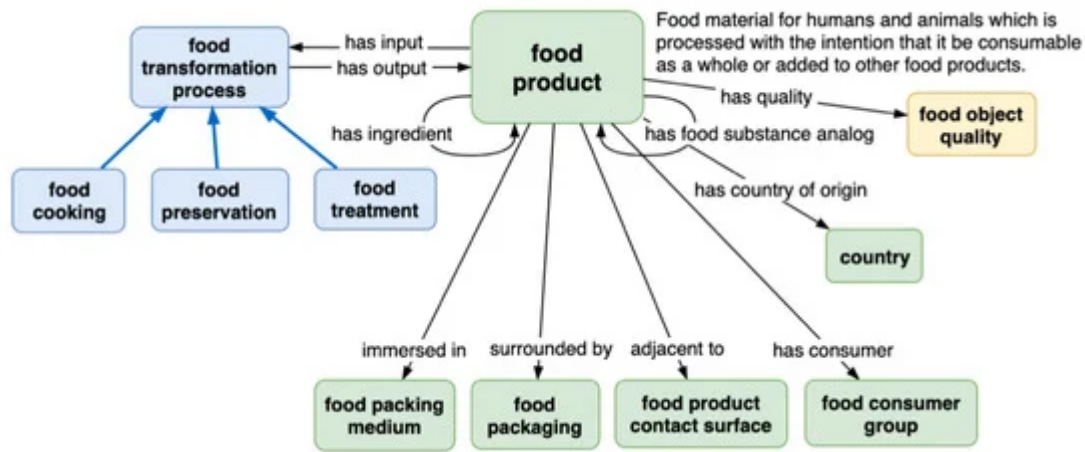 food
transformation
process
has input
has output
food
product
Food material for humans and animals which is
processed with the intention that it be consumable
as a whole or added to other food products.
has quality
food object
quality
has ingredient
has food substance analog
food
cooking
food
preservation
food
treatment
has country of origin
country
immersed in
surrounded by
adjacent to
has consumer
food packing
medium
food
packaging
food product
contact surface
food consumer
group